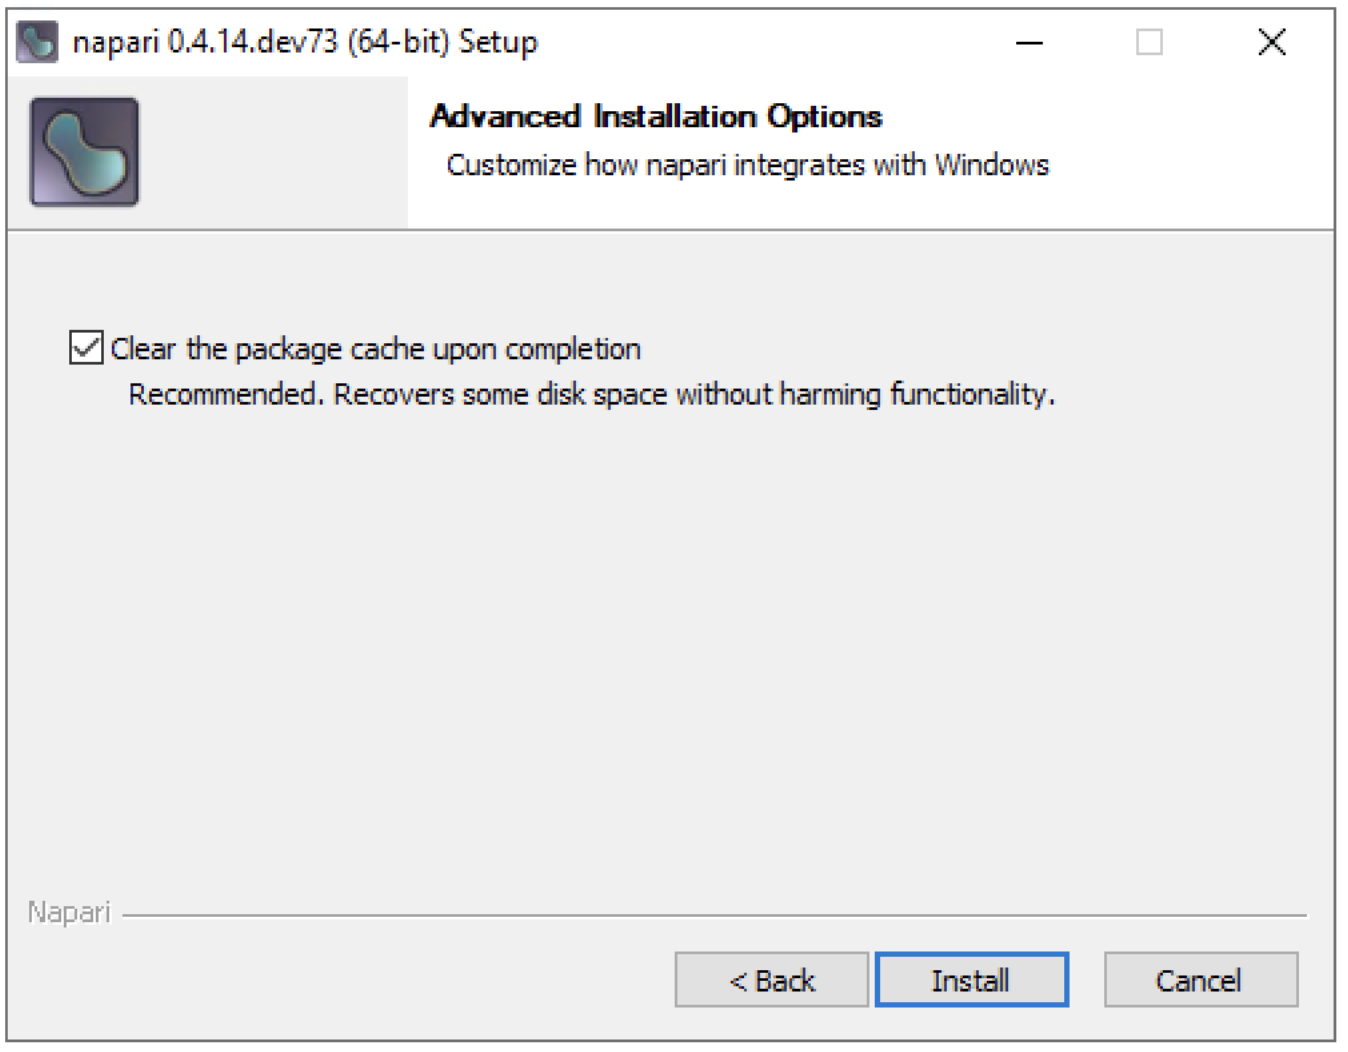 napari 0.4.14.dev73 (64-bit) Setup
Advanced Installation Options
Customize how napari integrates with Windows
Clear the package cache upon completion
Recommended. Recovers some disk space without harming functionality.
Napari
< Back
Install
Cancel